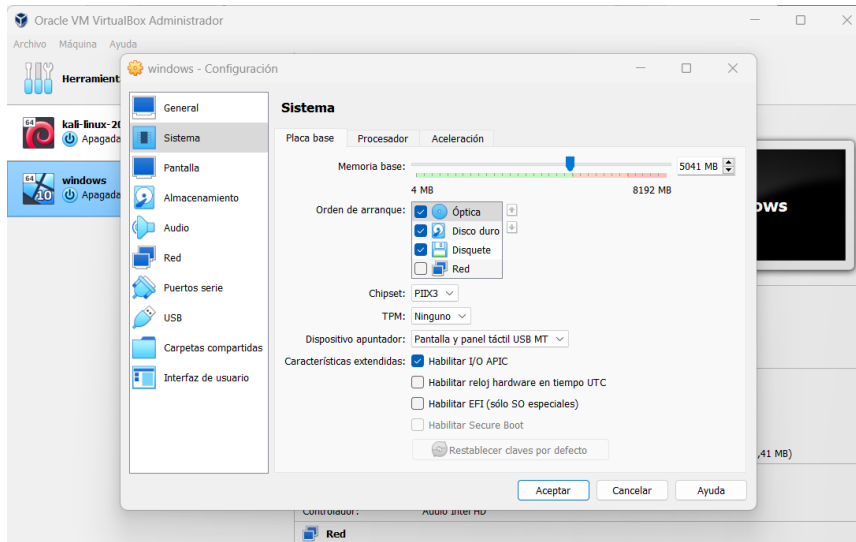 Oracle VM VirtualBox Administrador
Archivo Máquina Ayuda
Herramient
64
kali-linux-20
Apagada
64
10
windows
Apagada
windows - Configuración
General
Sistema
Pantalla
Almacenamiento
Audio
Red
Puertos serie
USB
Carpetas compartidas
Interfaz de usuario
Sistema
Placa base Procesador Aceleración
Memoria base: 5041 MB
4 MB 8192 MB
Orden de arranque: Óptica
Disco duro
Disquete
Red
Chipset: PIIX3
TPM: Ninguno
Dispositivo apuntador: Pantalla y panel táctil USB MT
Características extendidas: Habilitar I/O APIC
Habilitar reloj hardware en tiempo UTC
Habilitar EFI (sólo SO especiales)
Habilitar Secure Boot
Restablecer claves por defecto
Aceptar Cancelar Ayuda
ows
,41 MB)
Controlador: Audio Intel HD
Red